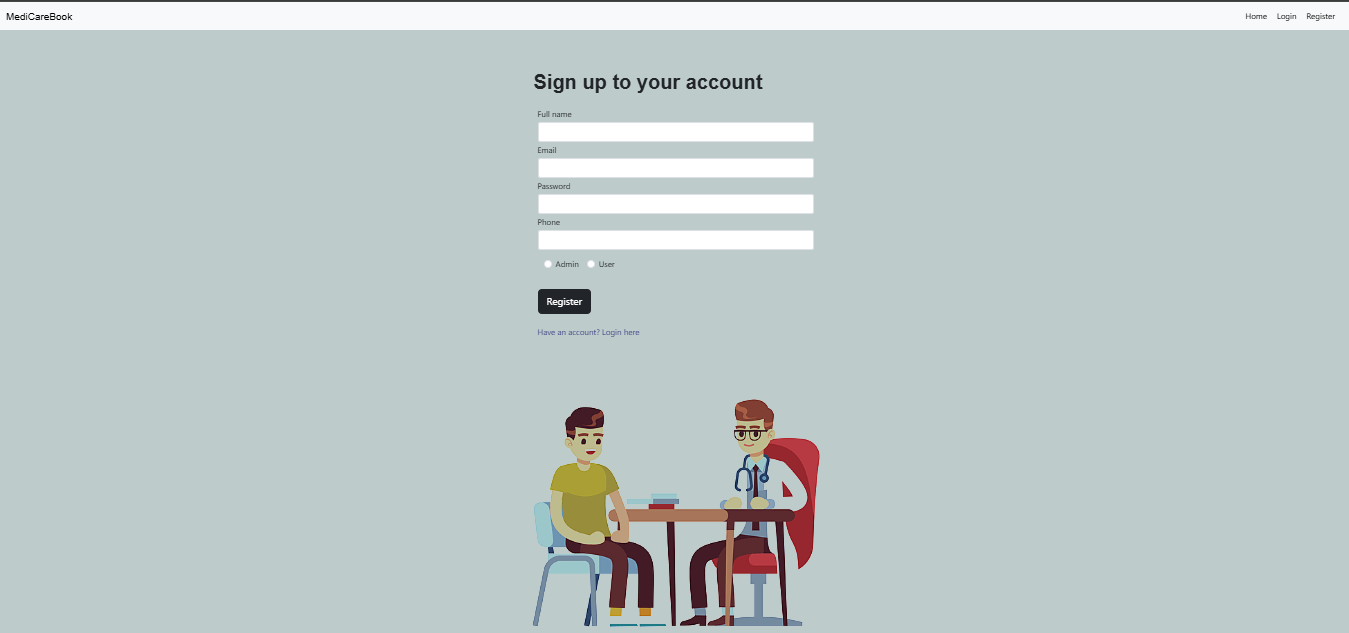 MediCareBook
Home Login Register
Sign up to your account
Full name
Email
Password
Phone
Admin User
Register
Have an account? Login here